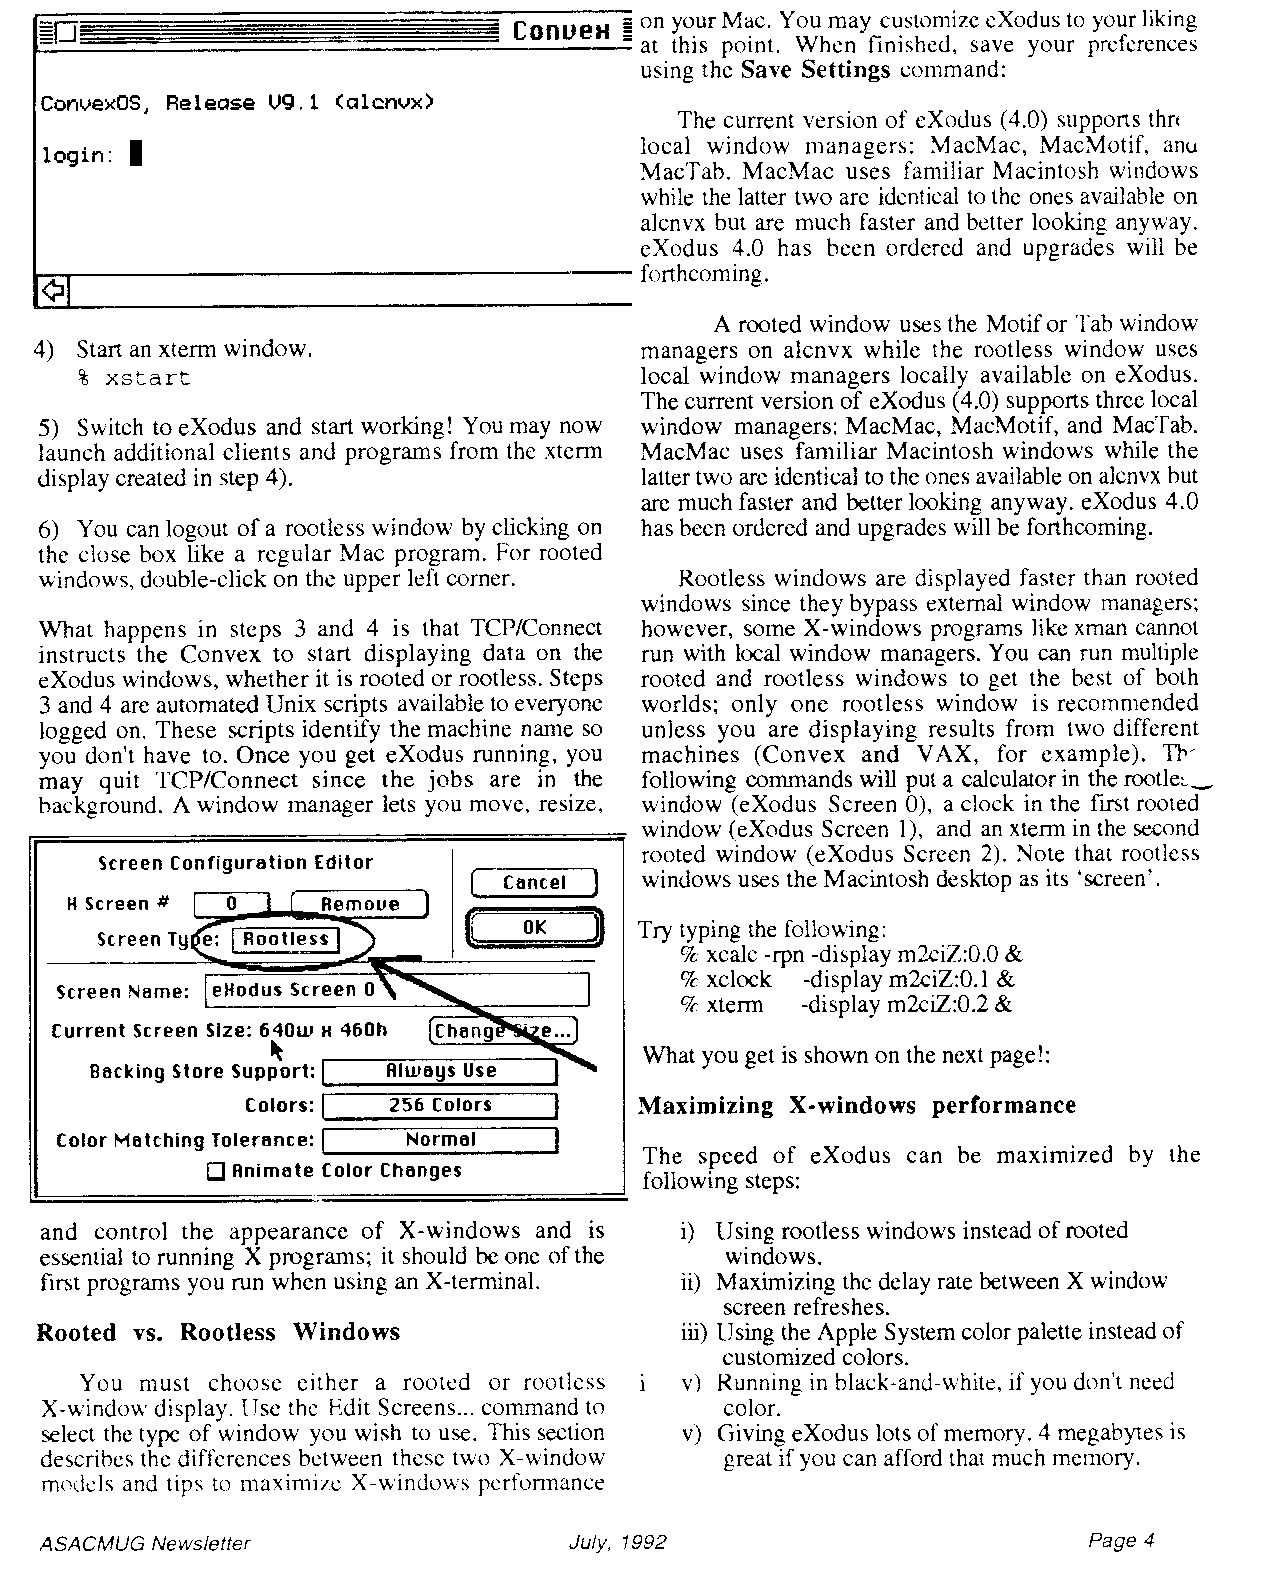 Convex
ConvexOS, Release V9.1 (alcnvx)
login:
4) Start an xterm window.
% xstart
5) Switch to eXodus and start working! You may now
launch additional clients and programs from the xterm
display created in step 4).
6) You can logout of a rootless window by clicking on
the close box like a regular Mac program. For rooted
windows, double-click on the upper left corner.
What happens in steps 3 and 4 is that TCP/Connect
instructs the Convex to start displaying data on the
eXodus windows, whether it is rooted or rootless. Steps
3 and 4 are automated Unix scripts available to everyone
logged on. These scripts identify the machine name so
you don't have to. Once you get eXodus running, you
may quit TCP/Connect since the jobs are in the
background. A window manager lets you move, resize,
Screen Configuration Editor
X Screen # 0 Remove
Cancel
OK
Screen Type: Rootless
Screen Name: eXodus Screen 0
Current Screen Size: 640w x 460h Change Size...
Backing Store Support: Always Use
Colors: 256 Colors
Color Matching Tolerance: Normal
Animate Color Changes
and control the appearance of X-windows and is
essential to running X programs; it should be one of the
first programs you run when using an X-terminal.
Rooted vs. Rootless Windows
You must choose either a rooted or rootless
X-window display. Use the Edit Screens... command to
select the type of window you wish to use. This section
describes the differences between these two X-window
models and tips to maximize X-windows performance
on your Mac. You may customize eXodus to your liking
at this point. When finished, save your preferences
using the Save Settings command:
The current version of eXodus (4.0) supports
local window managers: MacMac, MacMotif, and
MacTab. MacMac uses familiar Macintosh windows
while the latter two are identical to the ones available on
alcnvx but are much faster and better looking anyway.
eXodus 4.0 has been ordered and upgrades will be
forthcoming.
A rooted window uses the Motif or Tab window
managers on alcnvx while the rootless window uses
local window managers locally available on eXodus.
The current version of eXodus (4.0) supports three local
window managers: MacMac, MacMotif, and MacTab.
MacMac uses familiar Macintosh windows while the
latter two are identical to the ones available on alcnvx but
are much faster and better looking anyway. eXodus 4.0
has been ordered and upgrades will be forthcoming.
Rootless windows are displayed faster than rooted
windows since they bypass external window managers;
however, some X-windows programs like xman cannot
run with local window managers. You can run multiple
rooted and rootless windows to get the best of both
worlds; only one rootless window is recommended
unless you are displaying results from two different
machines (Convex and VAX, for example).
following commands will put a calculator in the
window (eXodus Screen 0), a clock in the first rooted
window (eXodus Screen 1), and an xterm in the second
rooted window (eXodus Screen 2). Note that rootless
windows uses the Macintosh desktop as its ‘screen’.
Try typing the following:
% xcalc -rpn -display m2ciZ:0.0 &
% xclock -display m2ciZ:0.1 &
% xterm -display m2ciZ:0.2 &
What you get is shown on the next page!:
Maximizing X-windows performance
The speed of eXodus can be maximized by the
following steps:
i) Using rootless windows instead of rooted
windows.
ii) Maximizing the delay rate between X window
screen refreshes.
iii) Using the Apple System color palette instead of
customized colors.
i v) Running in black-and-white, if you don't need
color.
v) Giving eXodus lots of memory. 4 megabytes is
great if you can afford that much memory.
ASACMUG Newsletter July, 1992 Page 4